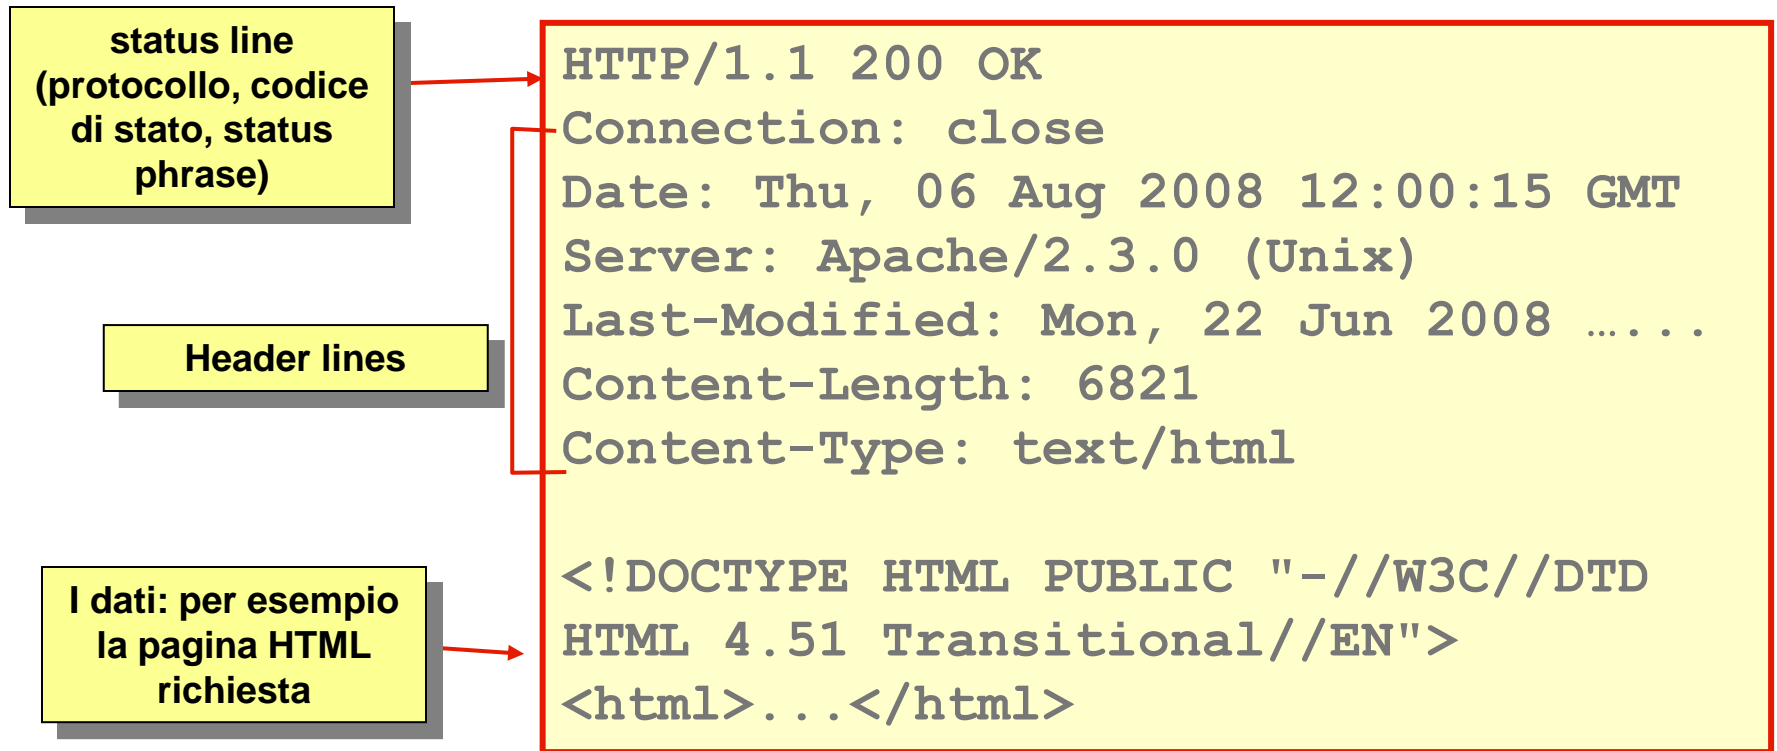 status line
(protocollo, codice
di stato, status
phrase)
HTTP/1.1 200 OK
Connection: close
Date: Thu, 06 Aug 2008 12:00:15 GMT
Server: Apache/2.3.0 (Unix)
Last-Modified: Mon, 22 Jun 2008 …...
Content-Length: 6821
Content-Type: text/html
Header lines
I dati: per esempio
la pagina HTML
richiesta
<!DOCTYPE HTML PUBLIC "-//W3C//DTD
HTML 4.51 Transitional//EN">
<html>...</html>